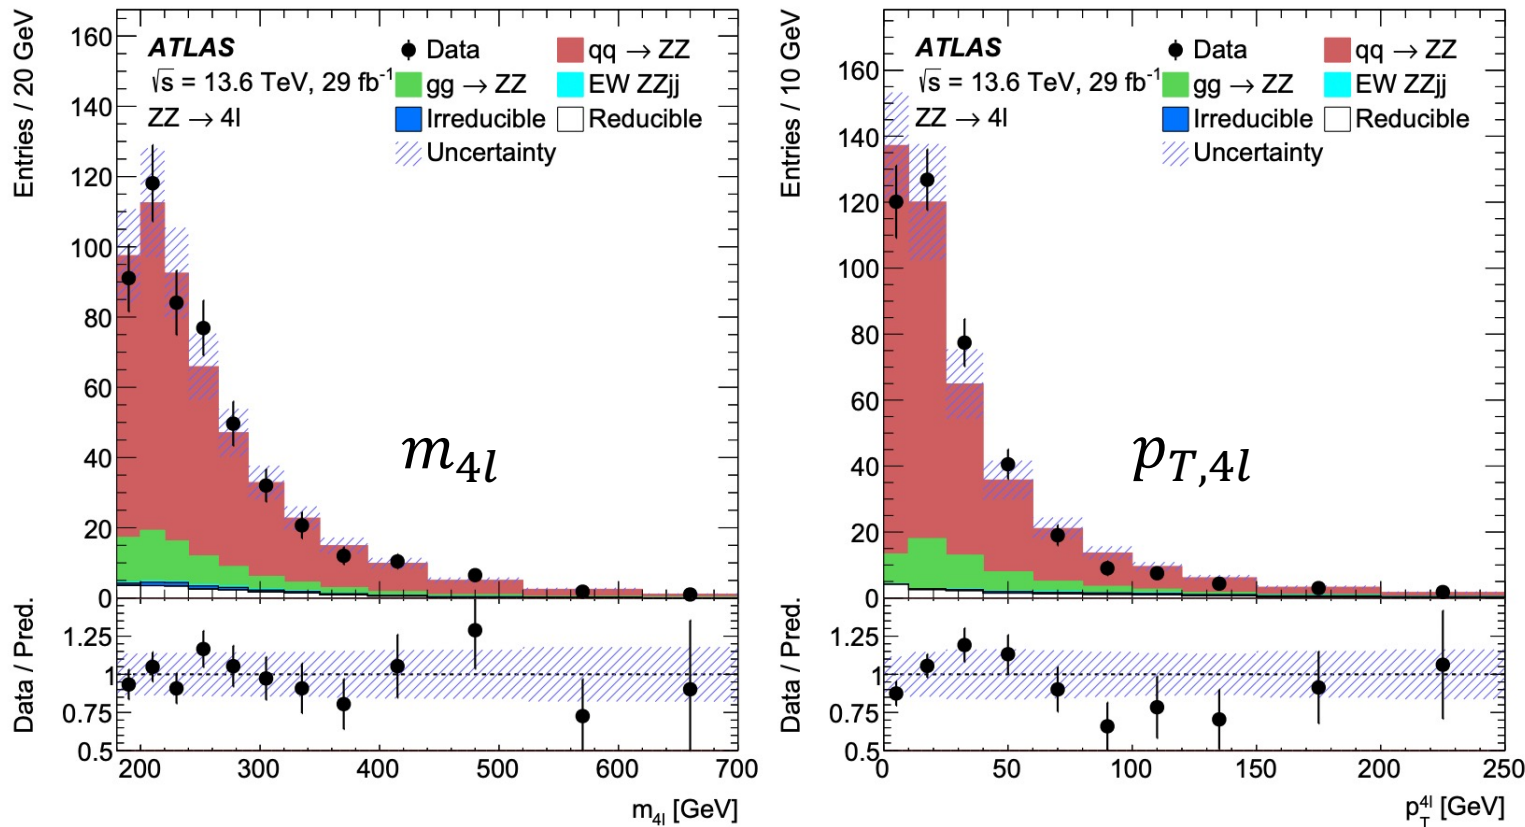 Entries / 20 GeV
160
140
120
100
80
60
40
20
0
ATLAS
√s = 13.6 TeV, 29 fb⁻¹
ZZ → 4l
Data
qq → ZZ
gg → ZZ
EW ZZjj
Irreducible
Reducible
Uncertainty
m₄ₗ
Data / Pred.
1.25
1
0.75
0.5
200 300 400 500 600 700
m₄ₗ [GeV]
Entries / 10 GeV
160
140
120
100
80
60
40
20
0
ATLAS
√s = 13.6 TeV, 29 fb⁻¹
ZZ → 4l
Data
qq → ZZ
gg → ZZ
EW ZZjj
Irreducible
Reducible
Uncertainty
p_{T,4l}
Data / Pred.
1.25
1
0.75
0.5
0 50 100 150 200 250
p_T^{4l} [GeV]